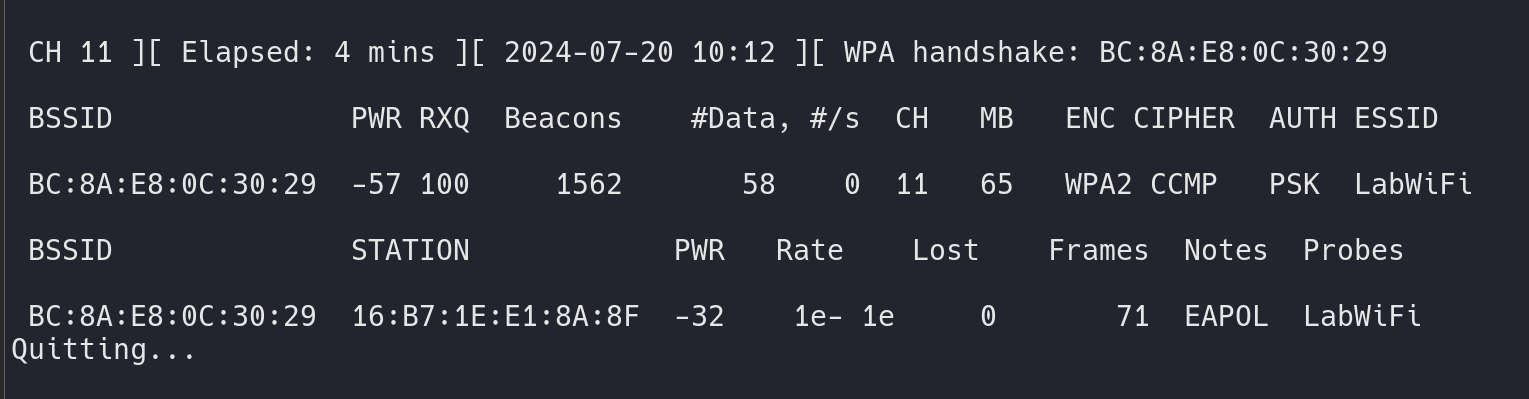 CH 11 ][ Elapsed: 4 mins ][ 2024-07-20 10:12 ][ WPA handshake: BC:8A:E8:0C:30:29
BSSID PWR RXQ Beacons #Data, #/s CH MB ENC CIPHER AUTH ESSID
BC:8A:E8:0C:30:29 -57 100 1562 58 0 11 65 WPA2 CCMP PSK LabWiFi
BSSID STATION PWR Rate Lost Frames Notes Probes
BC:8A:E8:0C:30:29 16:B7:1E:E1:8A:8F -32 1e- 1e 0 71 EAPOL LabWiFi
Quitting...